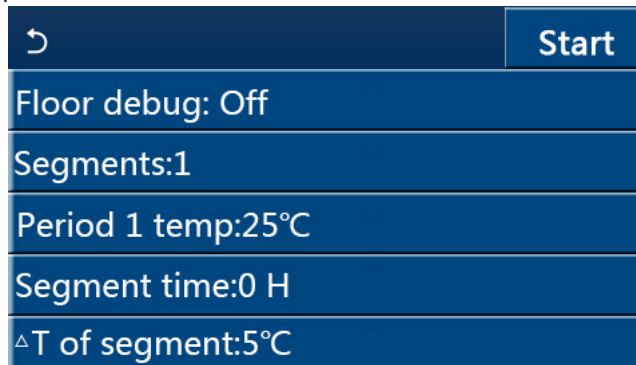 Start
Floor debug: Off
Segments:1
Period 1 temp:25℃
Segment time:0 H
△T of segment:5℃